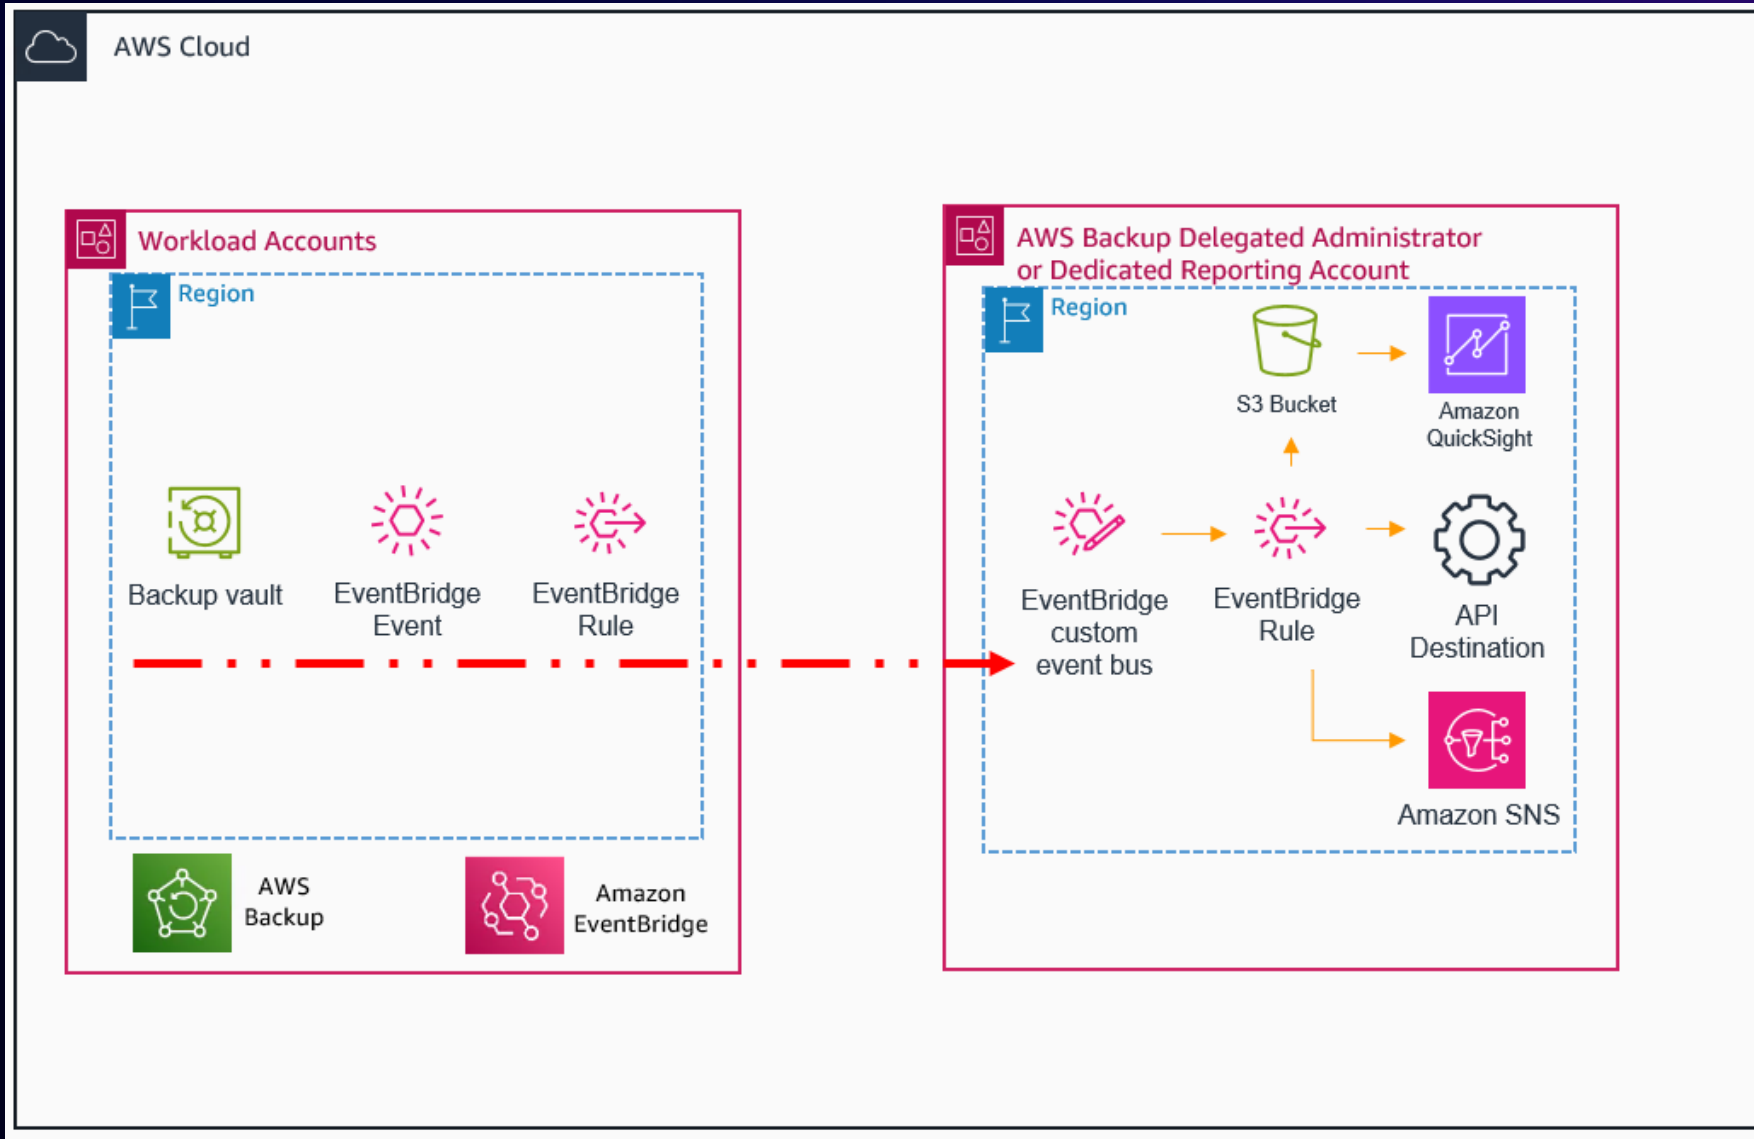 AWS Cloud
Workload Accounts
Region
Backup vault
EventBridge
Event
EventBridge
Rule
AWS
Backup
Amazon
EventBridge
AWS Backup Delegated Administrator
or Dedicated Reporting Account
Region
S3 Bucket
Amazon
QuickSight
EventBridge
custom
event bus
EventBridge
Rule
API
Destination
Amazon SNS